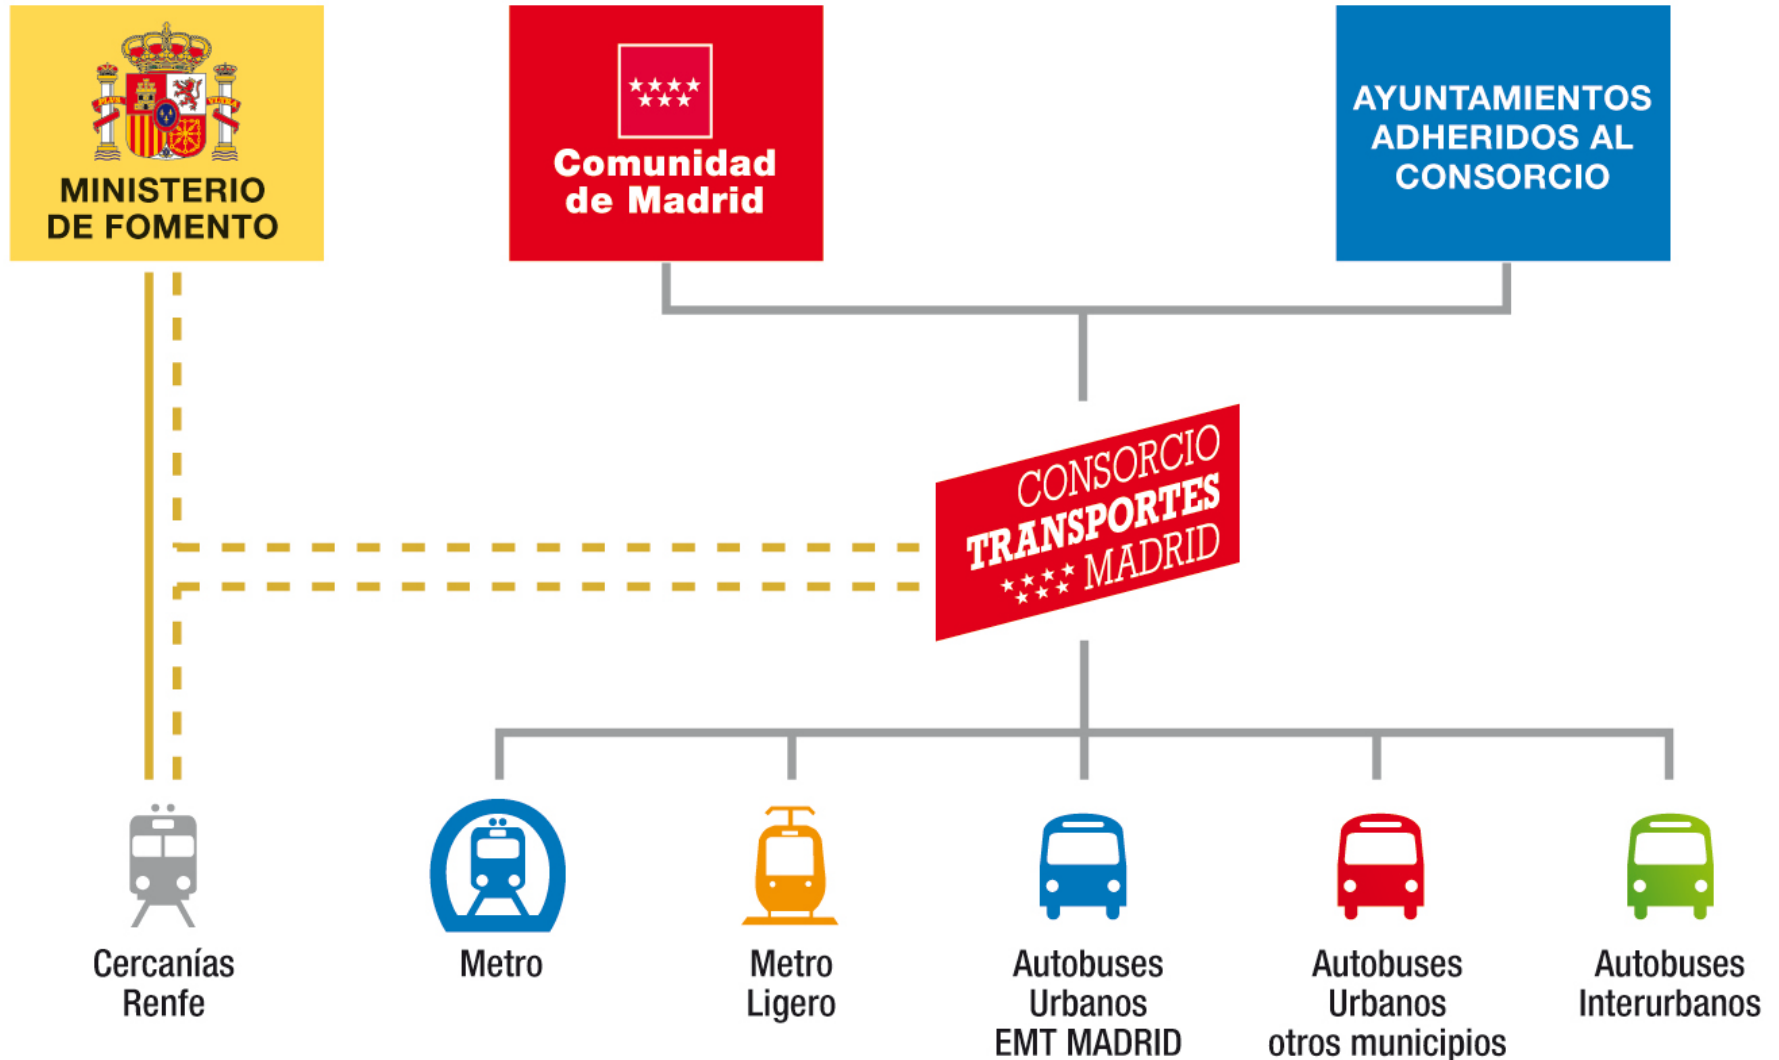 MINISTERIO
DE FOMENTO
Comunidad
de Madrid
AYUNTAMIENTOS
ADHERIDOS AL
CONSORCIO
CONSORCIO
TRANSPORTES
MADRID
Cercanías
Renfe
Metro
Metro
Ligero
Autobuses
Urbanos
EMT MADRID
Autobuses
Urbanos
otros municipios
Autobuses
Interurbanos